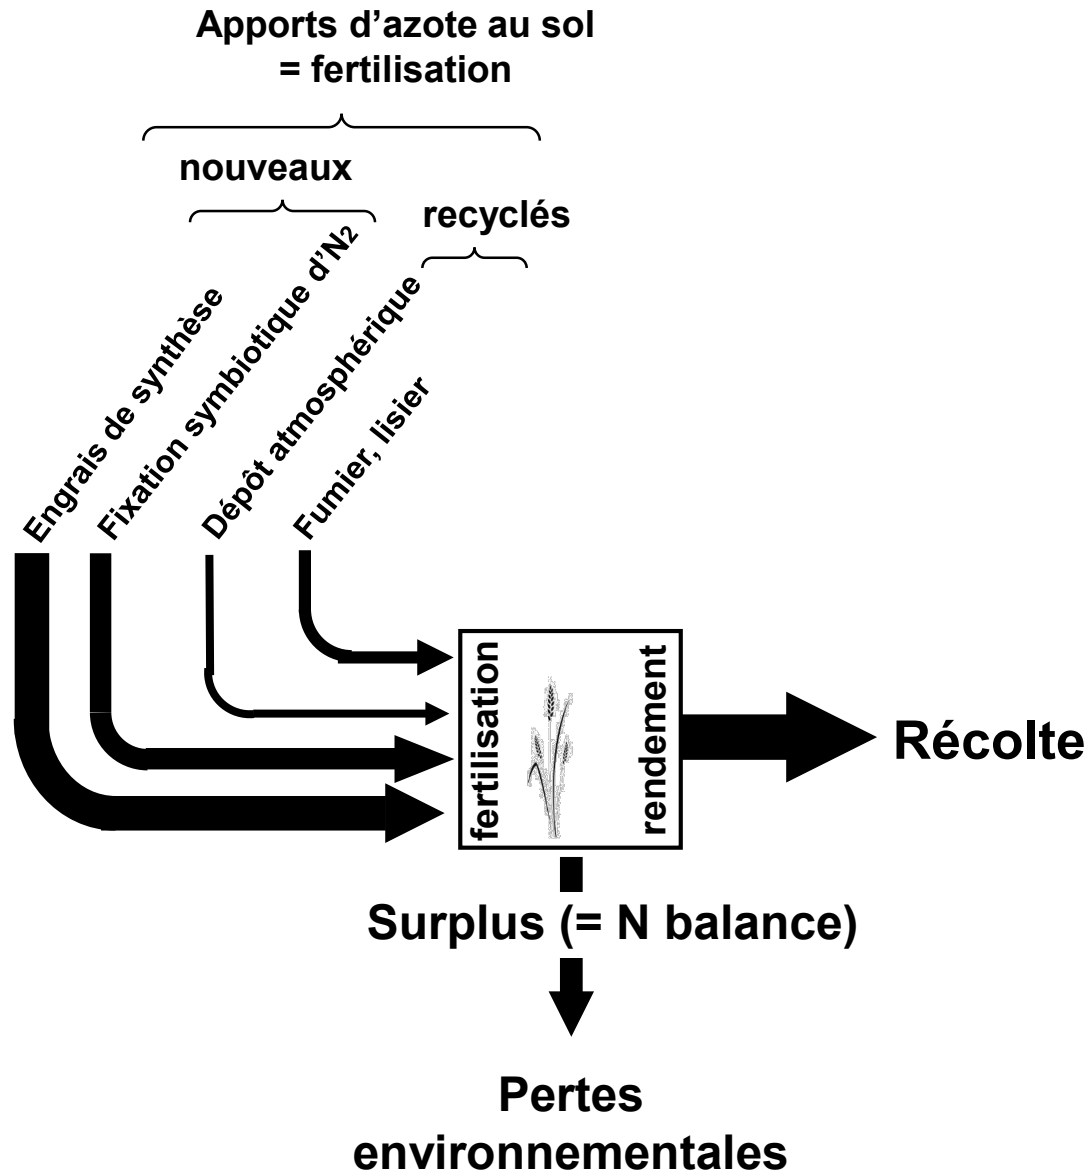 Apports d’azote au sol
= fertilisation
nouveaux
recyclés
Engrais de synthèse
Fixation symbiotique d’N2
Dépôt atmosphérique
Fumier, lisier
fertilisation
rendement
Récolte
Surplus (= N balance)
Pertes
environnementales